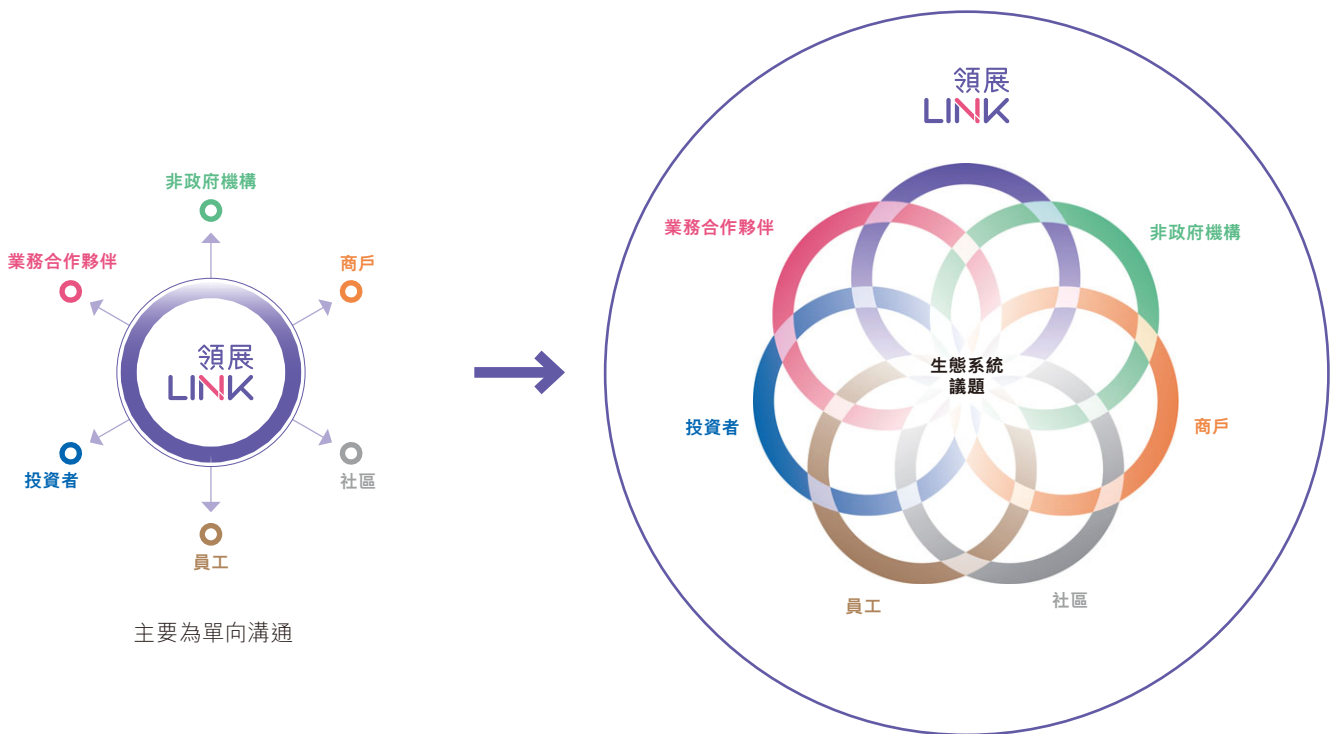 非政府機構
業務合作夥伴
商戶
領展
LINK
投資者
社區
員工
主要為單向溝通
領展
LINK
業務合作夥伴
非政府機構
生態系統
議題
投資者
商戶
員工
社區